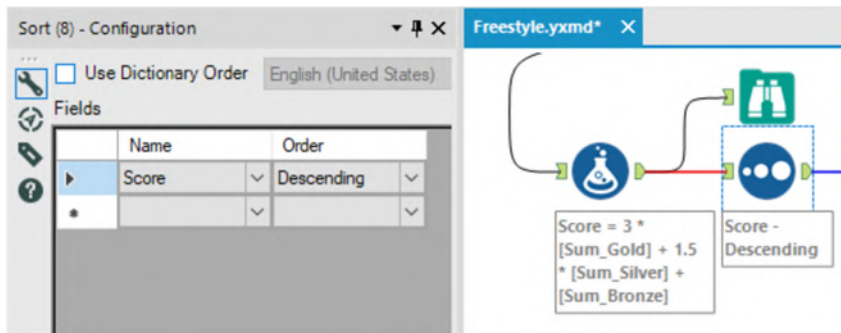 Sort (8) - Configuration
Use Dictionary Order English (United States)
Fields
Name Order
Score Descending
Freestyle.yxmd*
Score = 3 *
[Sum_Gold] + 1.5
* [Sum_Silver] +
[Sum_Bronze]
Score -
Descending